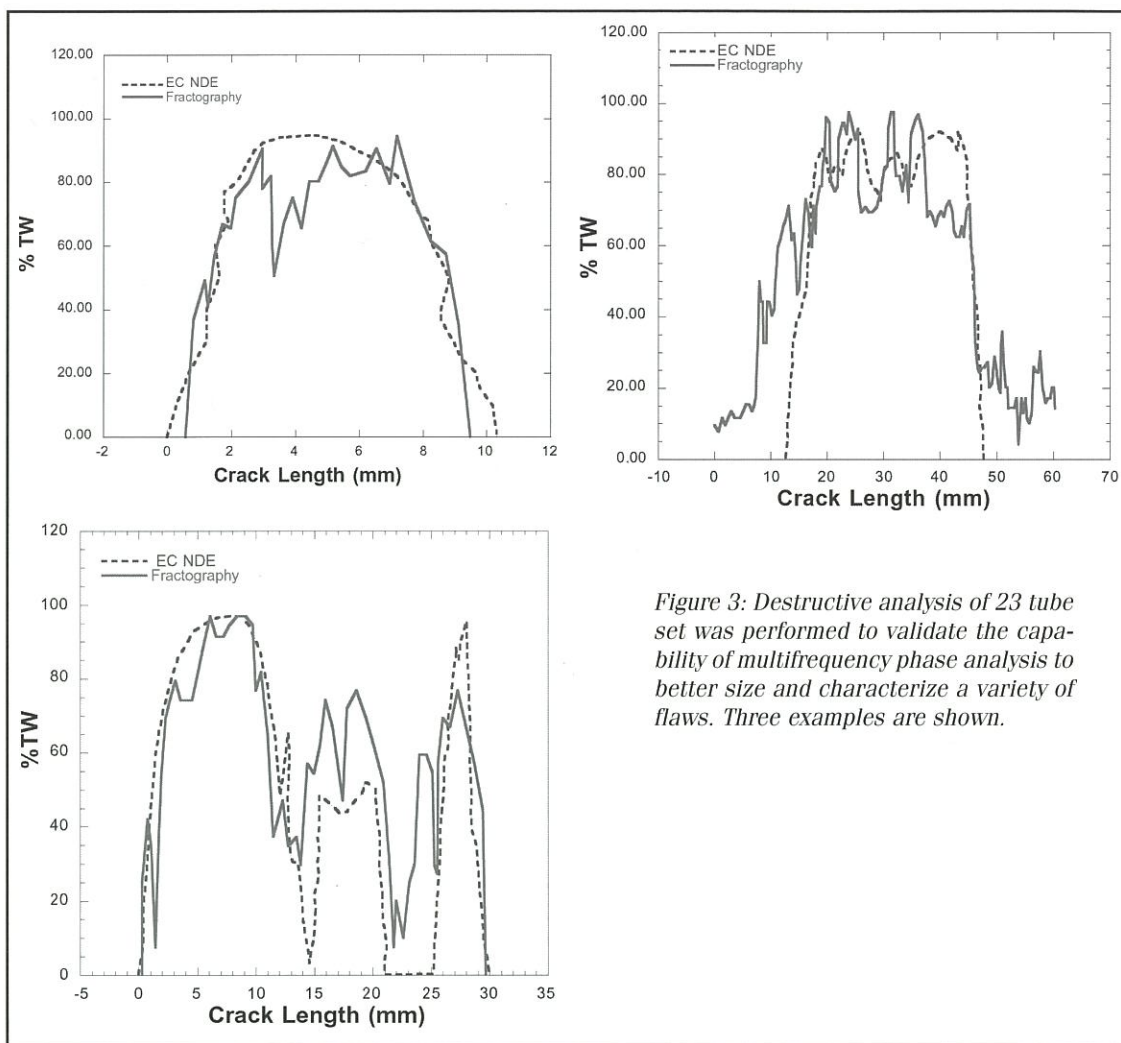 120.00
100.00
80.00
60.00
40.00
20.00
0.00
% TW
EC NDE
Fractography
-2
0
2
4
6
8
10
12
Crack Length (mm)
120.00
100.00
80.00
60.00
40.00
20.00
0.00
% TW
EC NDE
Fractography
-10
0
10
20
30
40
50
60
70
Crack Length (mm)
120
100
80
60
40
20
0
%TW
EC NDE
Fractography
-5
0
5
10
15
20
25
30
35
Crack Length (mm)
Figure 3: Destructive analysis of 23 tube
set was performed to validate the capa-
bility of multifrequency phase analysis to
better size and characterize a variety of
flaws. Three examples are shown.